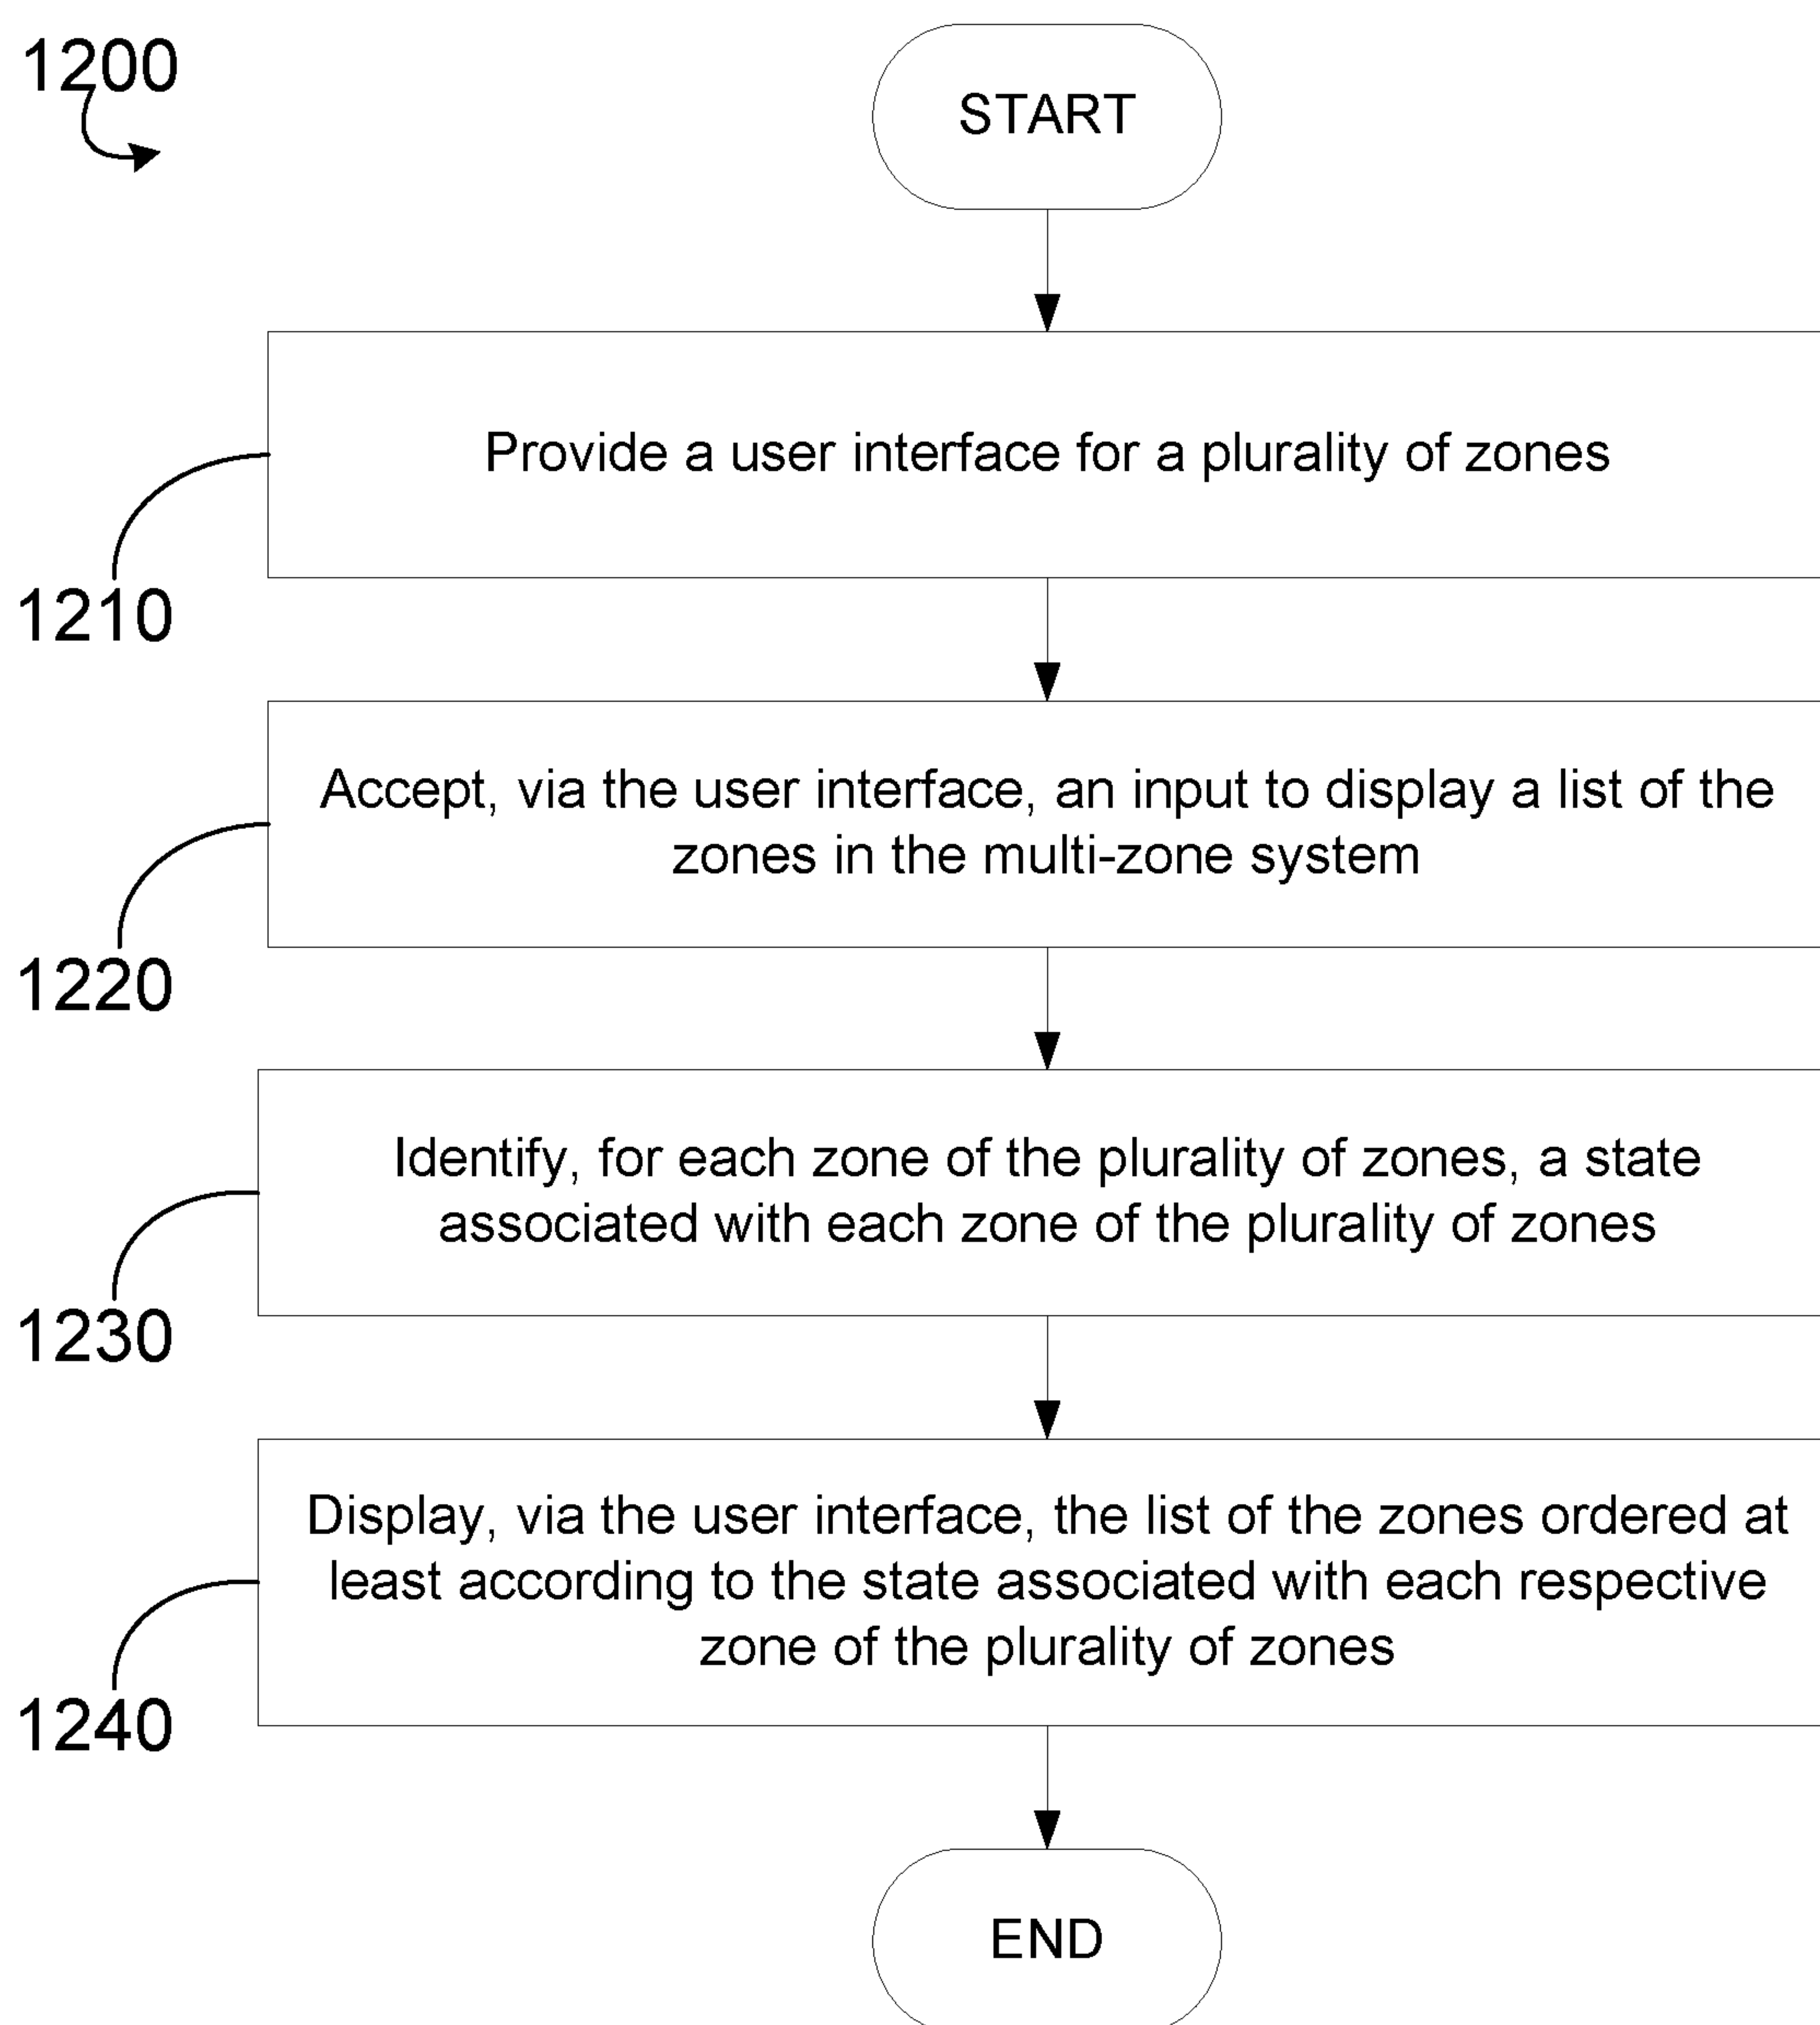 1200
START
Provide a user interface for a plurality of zones
1210
Accept, via the user interface, an input to display a list of the
zones in the multi-zone system
1220
Identify, for each zone of the plurality of zones, a state
associated with each zone of the plurality of zones
1230
Display, via the user interface, the list of the zones ordered at
least according to the state associated with each respective
zone of the plurality of zones
1240
END